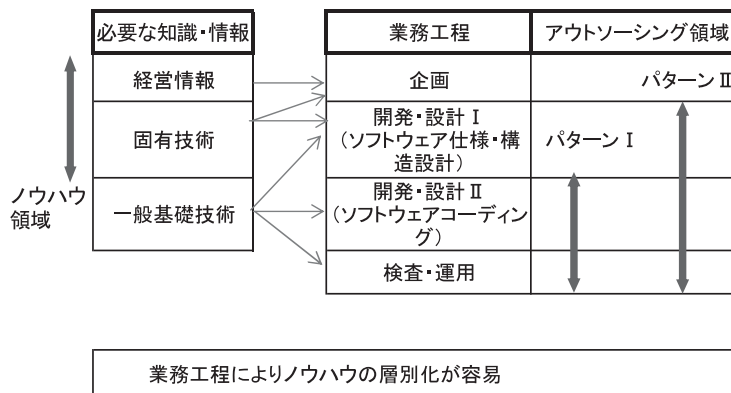 必要な知識・情報
業務工程
アウトソーシング領域
経営情報
企画
パターンⅡ
固有技術
開発・設計Ⅰ
(ソフトウェア仕様・構
造設計)
パターンⅠ
ノウハウ
領域
一般基礎技術
開発・設計Ⅱ
(ソフトウェアコーディン
グ)
検査・運用
業務工程によりノウハウの層別化が容易